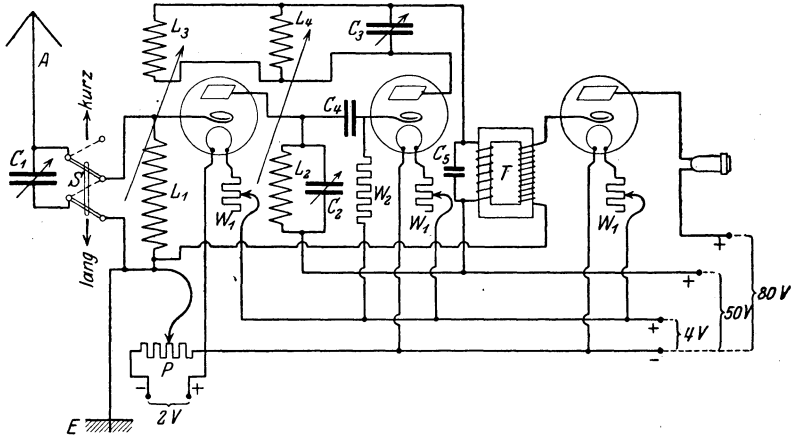 A
kurz
L₃
L₄
C₃
C₁
S
lang
L₁
W₁
C₄
L₂
C₂
W₂
W₁
C₅
T
W₁
P
− +
2V
E
+
+
+
−
4V
50V
80V